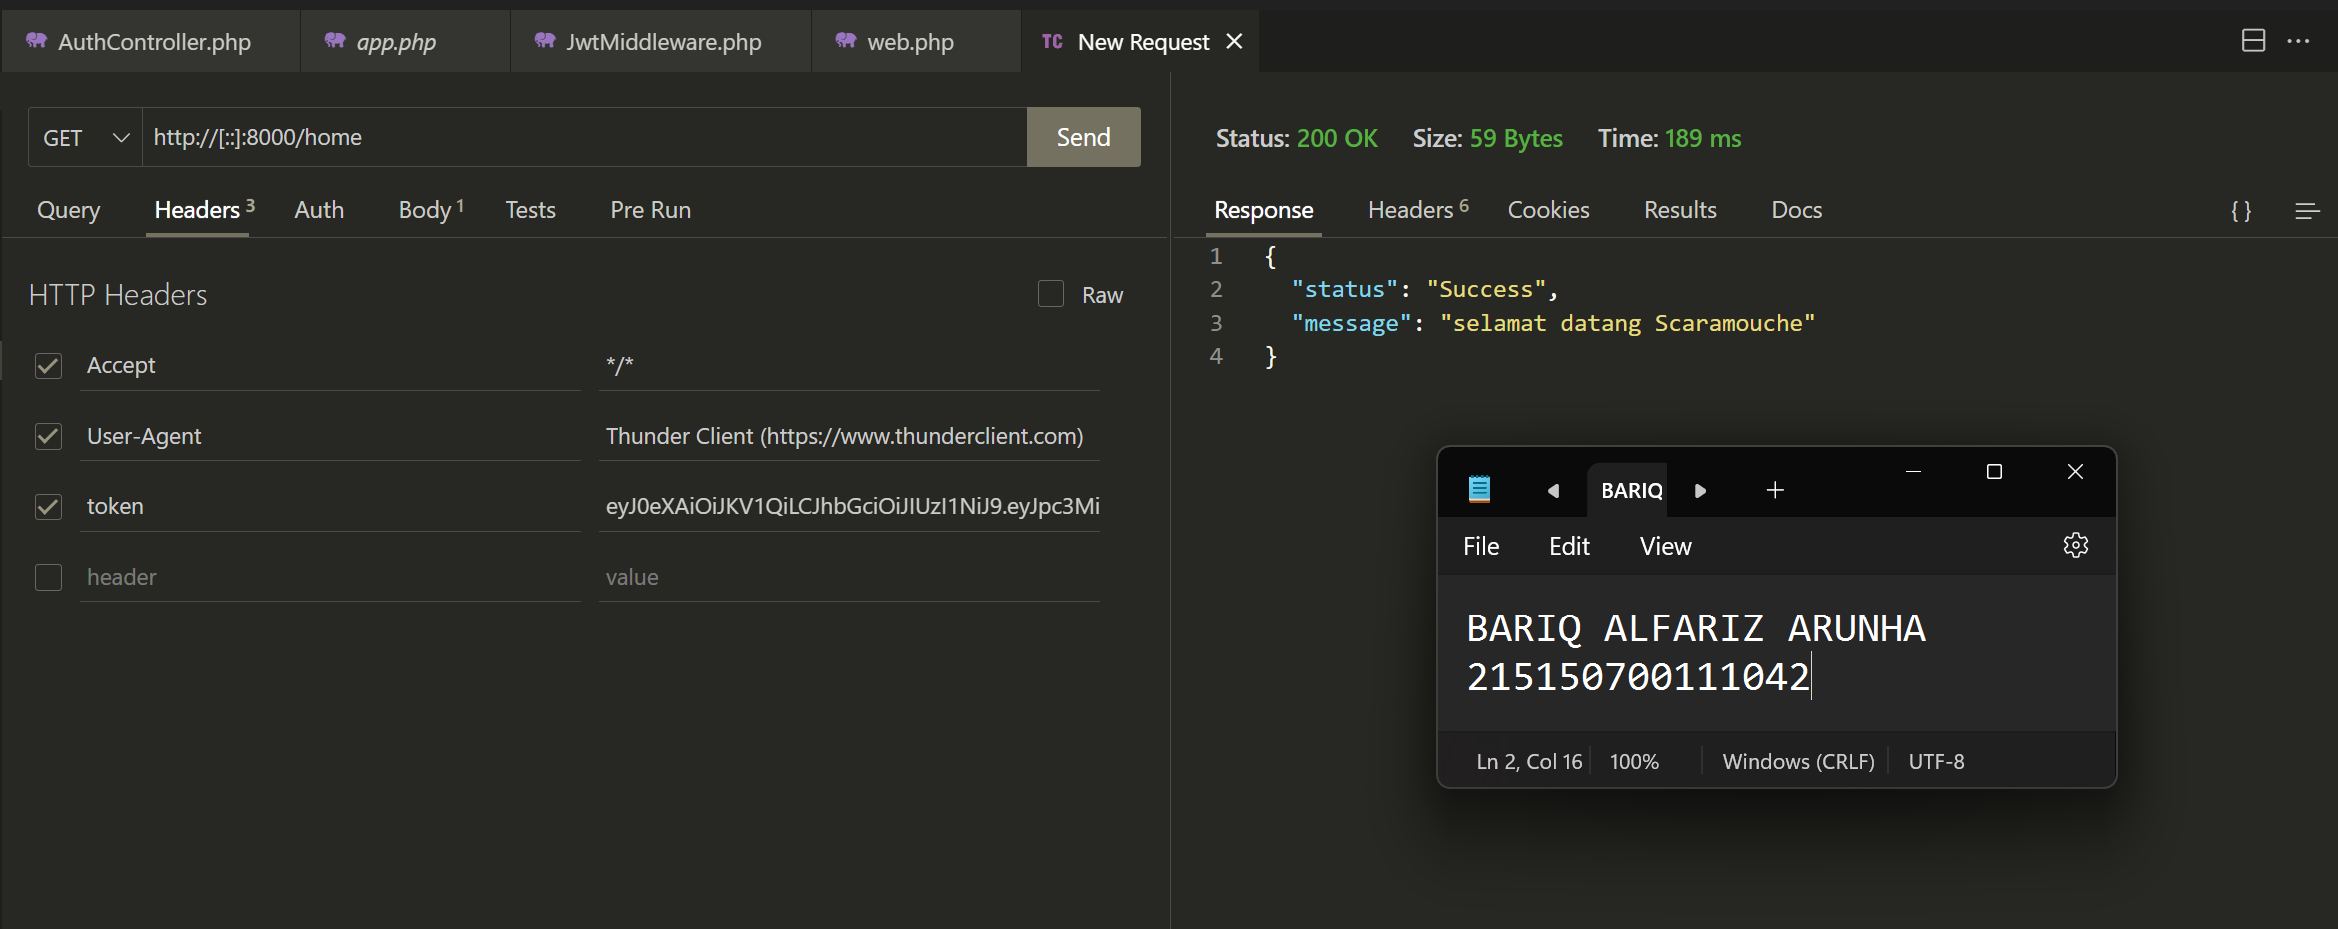 AuthController.php app.php JwtMiddleware.php web.php TC New Request
GET http://[::]:8000/home Send
Query Headers 3 Auth Body 1 Tests Pre Run
HTTP Headers Raw
Accept */*
User-Agent Thunder Client (https://www.thunderclient.com)
token eyJ0eXAiOiJKV1QiLCJhbGciOiJIUzI1NiJ9.eyJpc3Mi
header value
Status: 200 OK Size: 59 Bytes Time: 189 ms
Response Headers 6 Cookies Results Docs { }
1 {
2 "status": "Success",
3 "message": "selamat datang Scaramouche"
4 }
BARIQ
File Edit View
BARIQ ALFARIZ ARUNHA
215150700111042
Ln 2, Col 16 100% Windows (CRLF) UTF-8